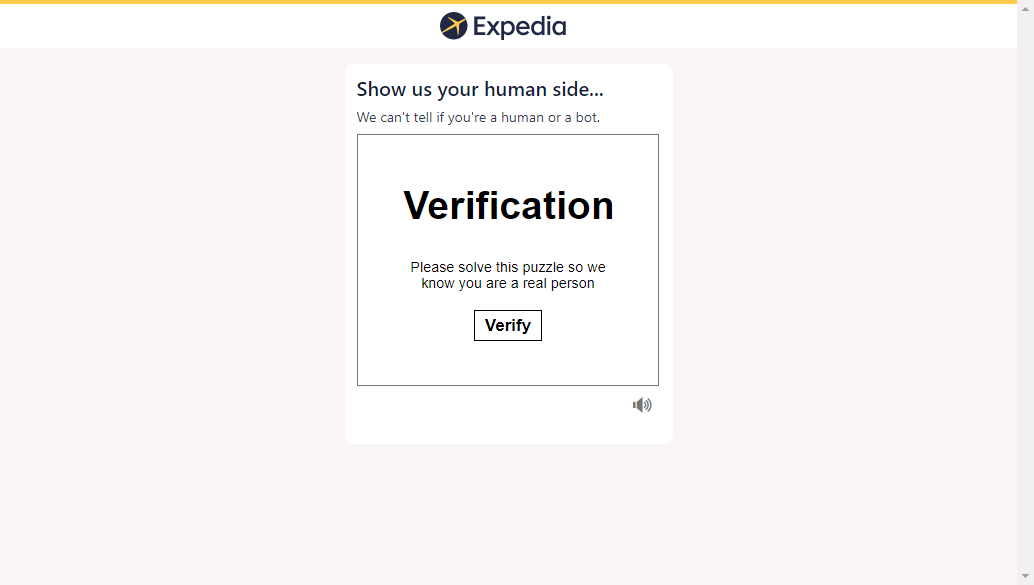 Expedia
Show us your human side...
We can't tell if you're a human or a bot.
Verification
Please solve this puzzle so we
know you are a real person
Verify